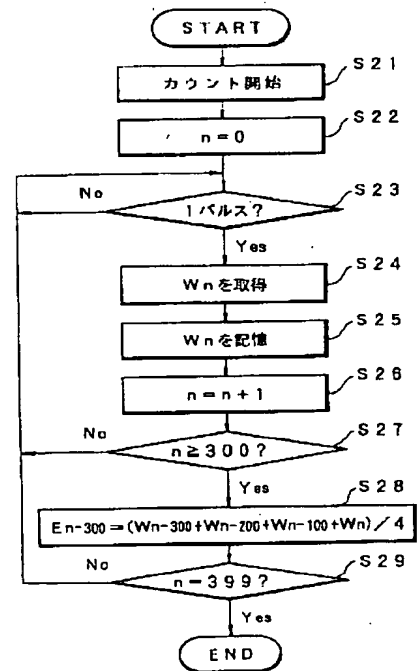 START
S21
カウント開始
S22
n=0
S23
No
1パルス?
Yes
S24
Wnを取得
S25
Wnを記憶
S26
n=n+1
S27
No
n≥300?
Yes
S28
En-300=(Wn-300+Wn-200+Wn-100+Wn)/4
S29
No
n=399?
Yes
END